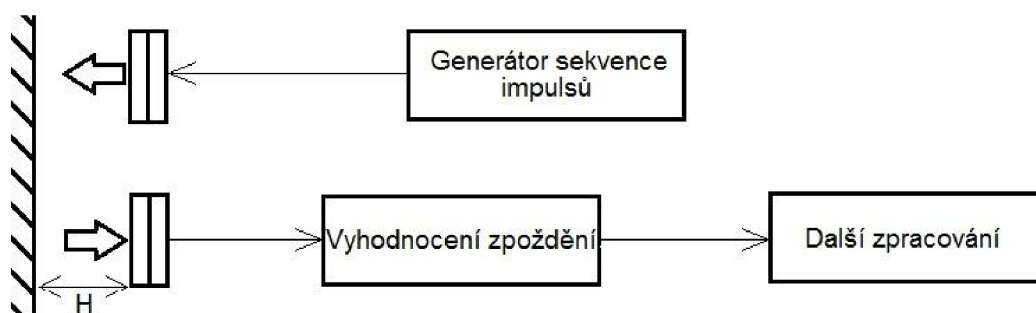 Generátor sekvence
impulsů
Vyhodnocení zpoždění
Další zpracování
H